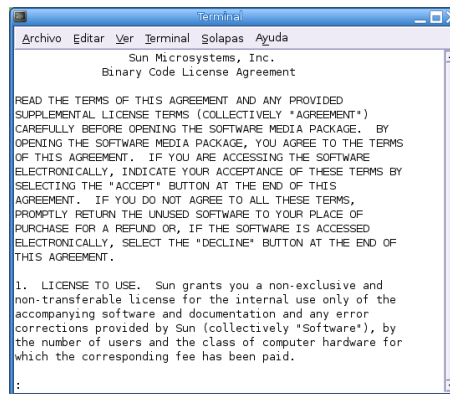 Terminal
Archivo Editar Ver Terminal Solapas Ayuda
Sun Microsystems, Inc.
Binary Code License Agreement
READ THE TERMS OF THIS AGREEMENT AND ANY PROVIDED
SUPPLEMENTAL LICENSE TERMS (COLLECTIVELY "AGREEMENT")
CAREFULLY BEFORE OPENING THE SOFTWARE MEDIA PACKAGE.  BY
OPENING THE SOFTWARE MEDIA PACKAGE, YOU AGREE TO THE TERMS
OF THIS AGREEMENT.  IF YOU ARE ACCESSING THE SOFTWARE
ELECTRONICALLY, INDICATE YOUR ACCEPTANCE OF THESE TERMS BY
SELECTING THE "ACCEPT" BUTTON AT THE END OF THIS
AGREEMENT.  IF YOU DO NOT AGREE TO ALL THESE TERMS,
PROMPTLY RETURN THE UNUSED SOFTWARE TO YOUR PLACE OF
PURCHASE FOR A REFUND OR, IF THE SOFTWARE IS ACCESSED
ELECTRONICALLY, SELECT THE "DECLINE" BUTTON AT THE END OF
THIS AGREEMENT.
1.  LICENSE TO USE.  Sun grants you a non-exclusive and
non-transferable license for the internal use only of the
accompanying software and documentation and any error
corrections provided by Sun (collectively "Software"), by
the number of users and the class of computer hardware for
which the corresponding fee has been paid.
: